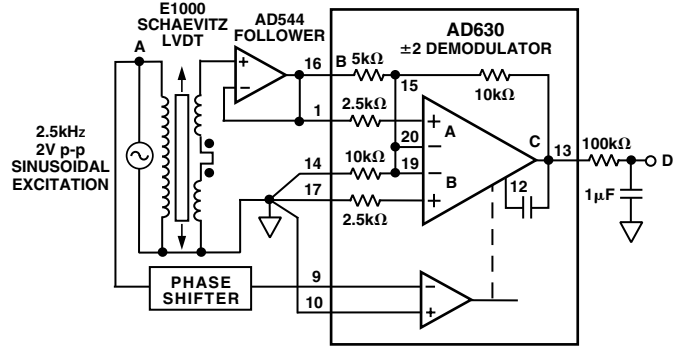 E1000
SCHAEVITZ
LVDT
AD544
FOLLOWER
AD630
±2 DEMODULATOR
A
16
B
5kΩ
15
10kΩ
1
2.5kΩ
A
20
C
13
100kΩ
D
2.5kHz
2V p-p
SINUSOIDAL
EXCITATION
14
10kΩ
19
17
B
12
1µF
2.5kΩ
PHASE
SHIFTER
9
10